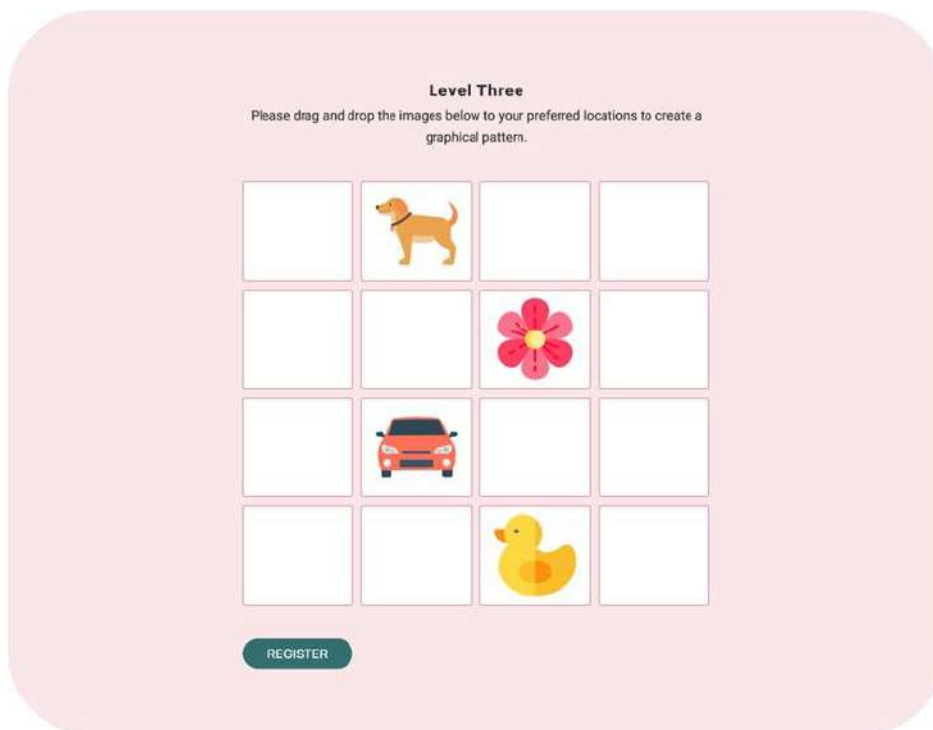 Level Three
Please drag and drop the images below to your preferred locations to create a
graphical pattern.
REGISTER